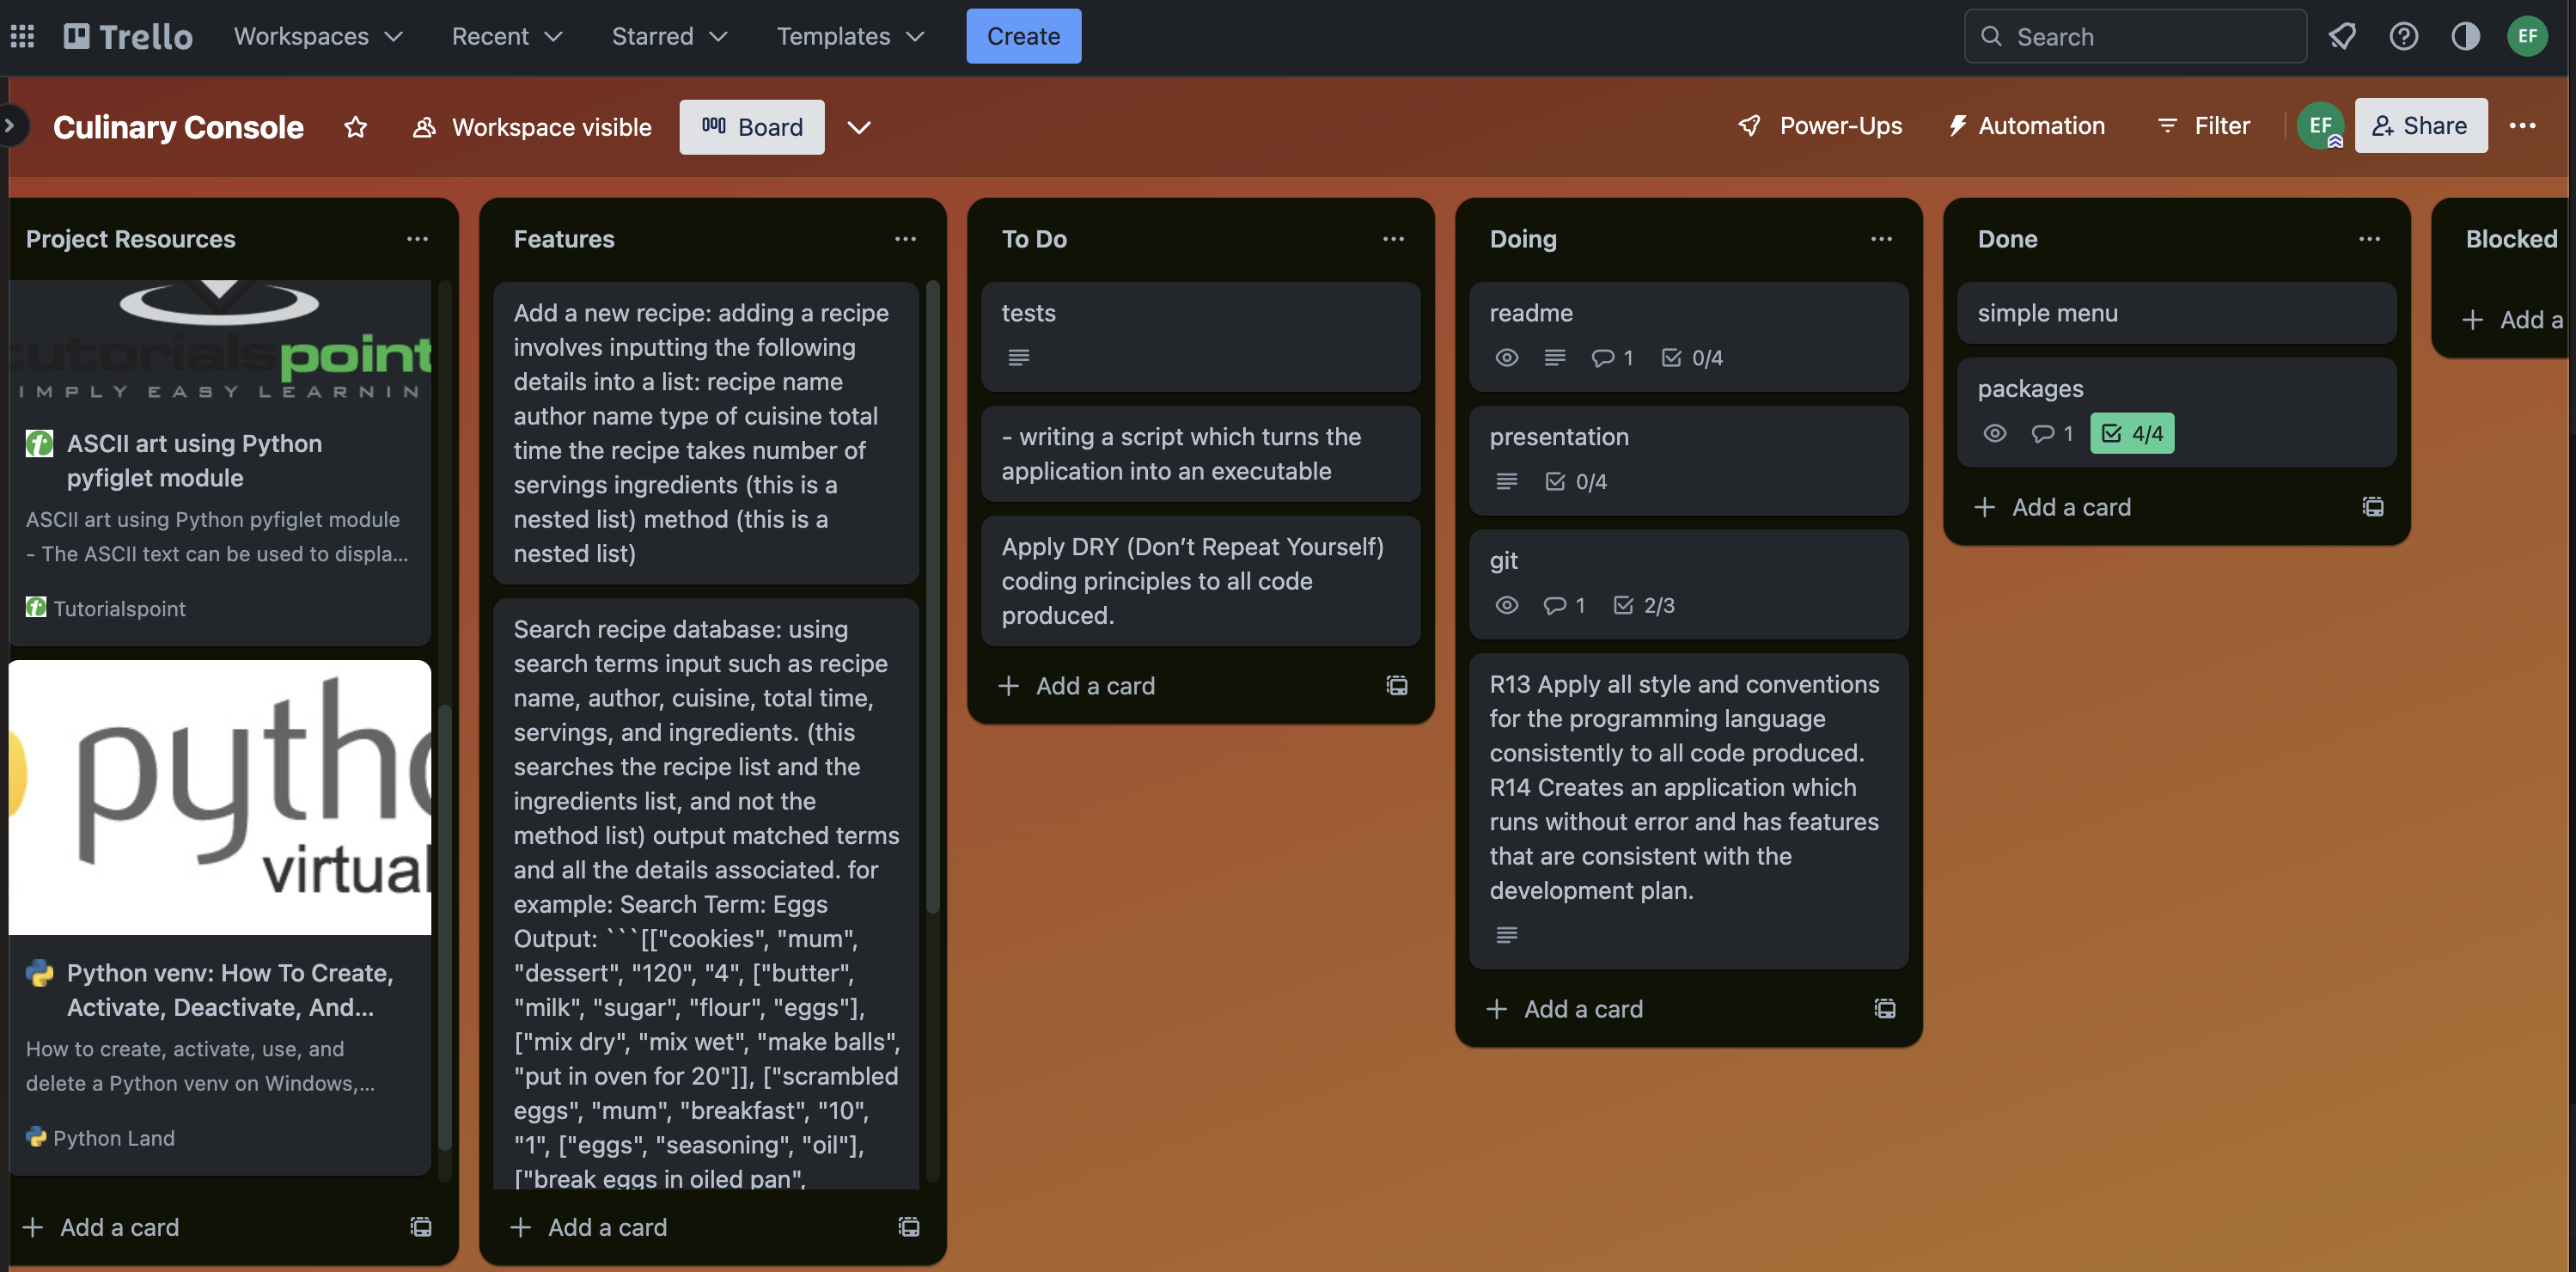 Trello
Workspaces
Recent
Starred
Templates
Create
Search
EF
Culinary Console
Workspace visible
Board
Power-Ups
Automation
Filter
EF
Share
Project Resources
tutorialspoint
IMPLY EASY LEARNIN
ASCII art using Python
pyfiglet module
ASCII art using Python pyfiglet module
- The ASCII text can be used to displa...
Tutorialspoint
pytho
virtual
Python venv: How To Create,
Activate, Deactivate, And...
How to create, activate, use, and
delete a Python venv on Windows,...
Python Land
+ Add a card
Features
Add a new recipe: adding a recipe
involves inputting the following
details into a list: recipe name
author name type of cuisine total
time the recipe takes number of
servings ingredients (this is a
nested list) method (this is a
nested list)
Search recipe database: using
search terms input such as recipe
name, author, cuisine, total time,
servings, and ingredients. (this
searches the recipe list and the
ingredients list, and not the
method list) output matched terms
and all the details associated. for
example: Search Term: Eggs
Output: ```[["cookies", "mum",
"dessert", "120", "4", ["butter",
"milk", "sugar", "flour", "eggs"],
["mix dry", "mix wet", "make balls",
"put in oven for 20"]], ["scrambled
eggs", "mum", "breakfast", "10",
"1", ["eggs", "seasoning", "oil"],
["break eggs in oiled pan",
+ Add a card
To Do
tests
- writing a script which turns the
application into an executable
Apply DRY (Don’t Repeat Yourself)
coding principles to all code
produced.
+ Add a card
Doing
readme
1 0/4
presentation
0/4
git
1 2/3
R13 Apply all style and conventions
for the programming language
consistently to all code produced.
R14 Creates an application which
runs without error and has features
that are consistent with the
development plan.
+ Add a card
Done
simple menu
packages
1 4/4
+ Add a card
Blocked
+ Add a